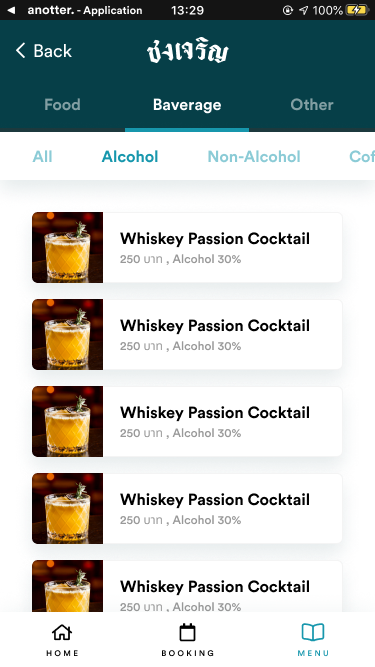 anotter. - Application 13:29 100%
Back
ชงเจริญ
Food Baverage Other
All Alcohol Non-Alcohol Cof
Whiskey Passion Cocktail
250 บาท , Alcohol 30%
Whiskey Passion Cocktail
250 บาท , Alcohol 30%
Whiskey Passion Cocktail
250 บาท , Alcohol 30%
Whiskey Passion Cocktail
250 บาท , Alcohol 30%
Whiskey Passion Cocktail
250 บาท , Alcohol 30%
HOME BOOKING MENU